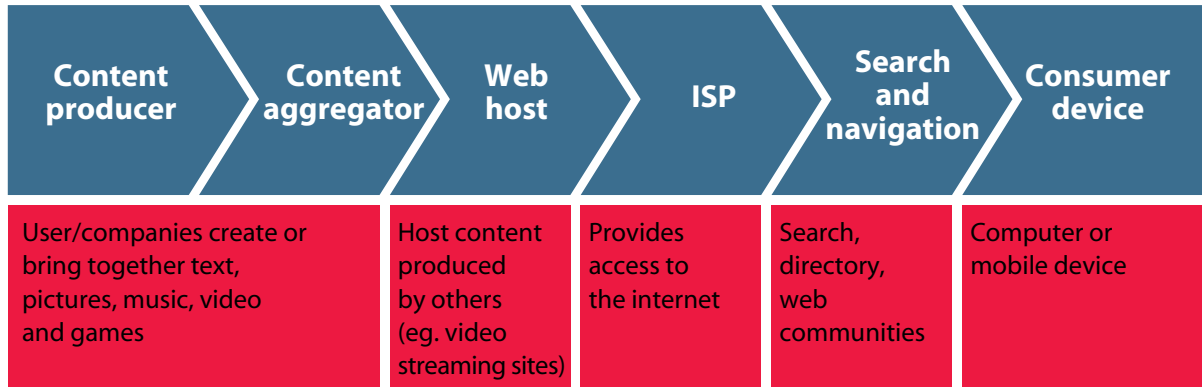 Content
producer
Content
aggregator
Web
host
ISP
Search
and
navigation
Consumer
device
User/companies create or
bring together text,
pictures, music, video
and games
Host content
produced
by others
(eg. video
streaming sites)
Provides
access to
the internet
Search,
directory,
web
communities
Computer or
mobile device